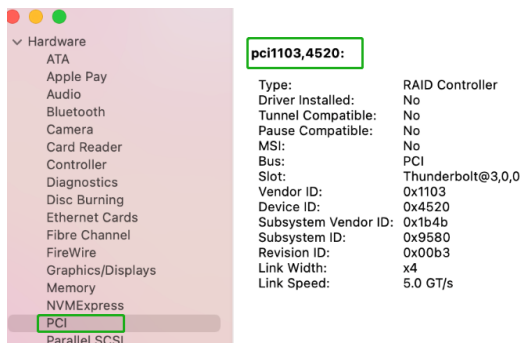 Hardware
ATA
Apple Pay
Audio
Bluetooth
Camera
Card Reader
Controller
Diagnostics
Disc Burning
Ethernet Cards
Fibre Channel
FireWire
Graphics/Displays
Memory
NVMExpress
PCI
Parallel SCSI
pci1103,4520:
Type: RAID Controller
Driver Installed: No
Tunnel Compatible: No
Pause Compatible: No
MSI: No
Bus: PCI
Slot: Thunderbolt@3,0,0
Vendor ID: 0x1103
Device ID: 0x4520
Subsystem Vendor ID: 0x1b4b
Subsystem ID: 0x9580
Revision ID: 0x00b3
Link Width: x4
Link Speed: 5.0 GT/s